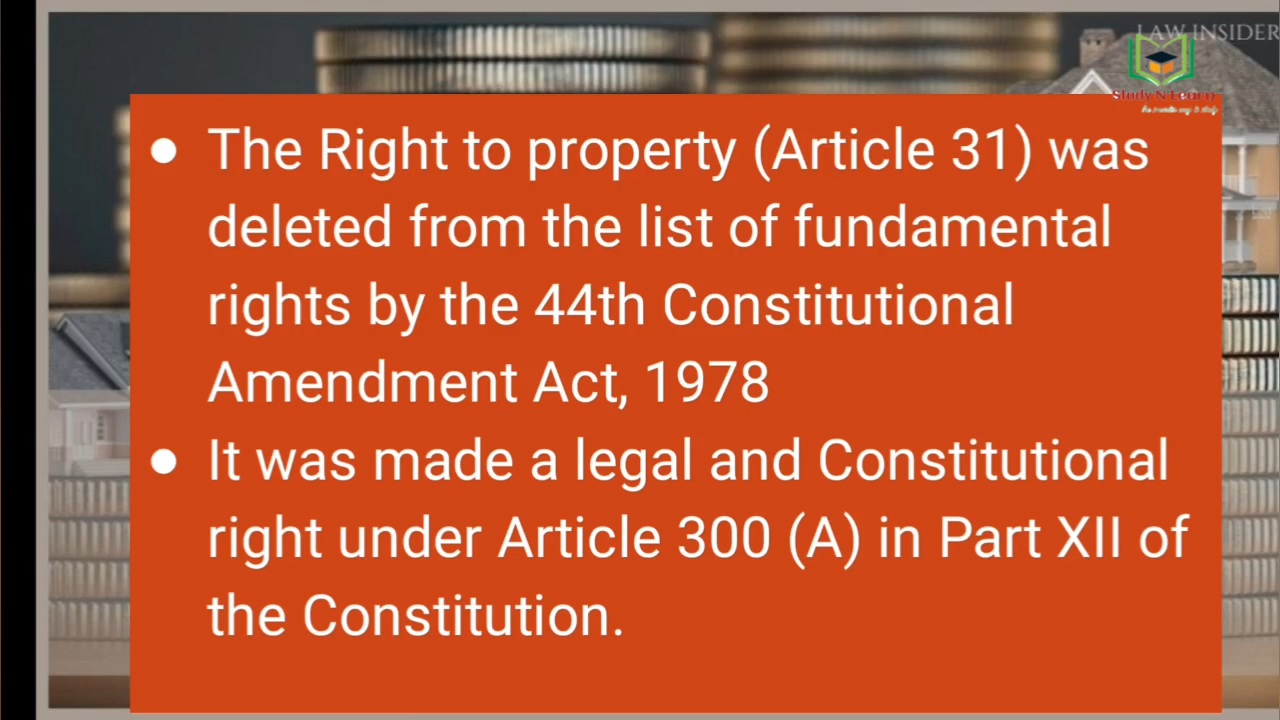 LAW INSIDER
Study N Learn
● The Right to property (Article 31) was
deleted from the list of fundamental
rights by the 44th Constitutional
Amendment Act, 1978
● It was made a legal and Constitutional
right under Article 300 (A) in Part XII of
the Constitution.